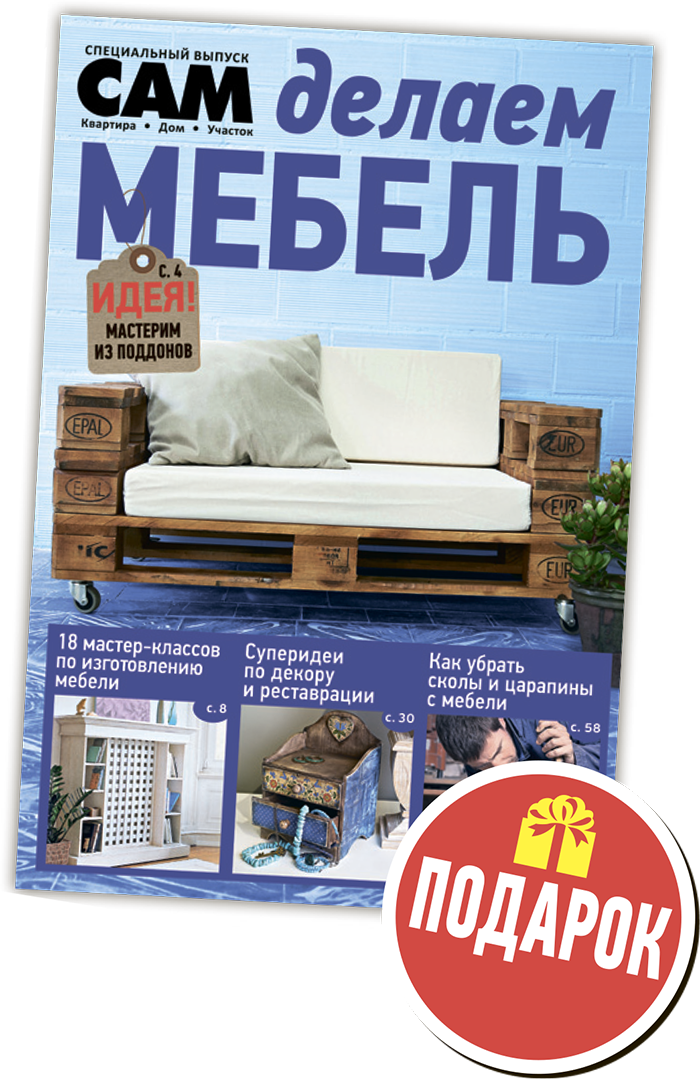 СПЕЦИАЛЬНЫЙ ВЫПУСК
САМ
Квартира • Дом • Участок
делаем
МЕБЕЛЬ
С. 4
ИДЕЯ!
МАСТЕРИМ
ИЗ ПОДДОНОВ
EPAL
EUR
EPAL
EUR
IC
EUR
18 мастер-классов
по изготовлению
мебели
с. 8
Суперидеи
по декору
и реставрации
с. 30
Как убрать
сколы и царапины
с мебели
с. 58
ПОДАРОК